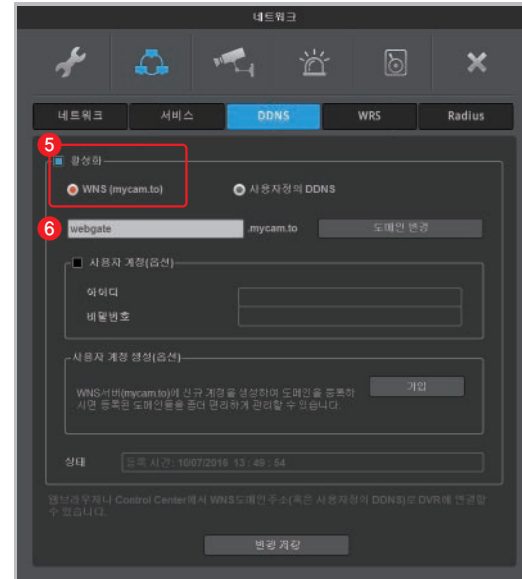 네트워크
네트워크 서비스 DDNS WRS Radius
5
활성화
WNS (mycam.to) 사용자정의 DDNS
6
webgate .mycam.to 도메인 변경
사용자 계정(옵션)
아이디
비밀번호
사용자 계정 생성(옵션)
WNS서버(mycam.to)에 신규 계정을 생성하여 도메인을 등록하
시면 등록된 도메인들을 좀더 편리하게 관리할 수 있습니다.
가입
상태 등록 시간: 10/07/2016 13 : 49 : 54
웹브라우저나 Control Center에서 WNS도메인주소(혹은 사용자정의 DDNS)로 DVR에 연결할
수 있습니다.
변경 저장